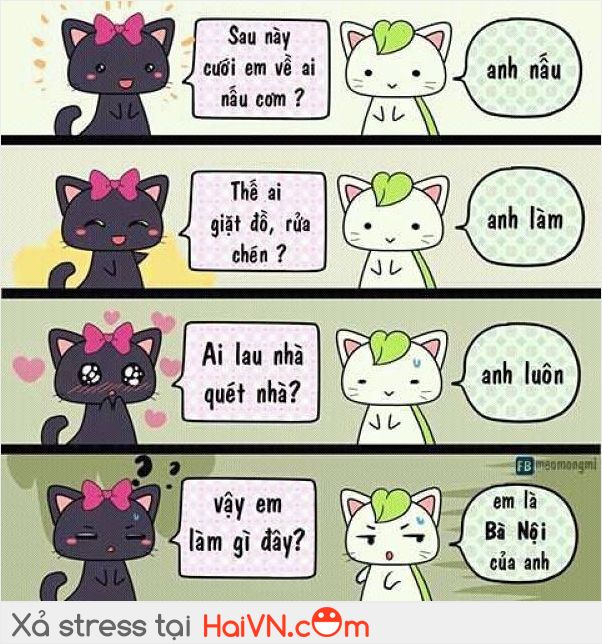 Sau này
cưới em về ai
nấu cơm ?
anh nấu
Thế ai
giặt đồ, rửa
chén ?
anh làm
Ai lau nhà
quét nhà?
anh luôn
FB meomongmi
vậy em
làm gì đây?
em là
Bà Nội
của anh
Xả stress tại HaiVN.com